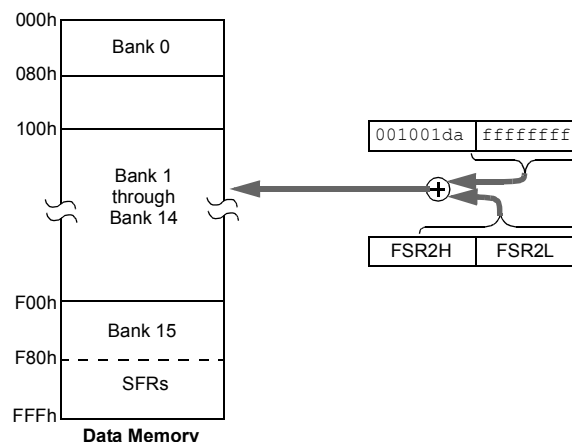 000h
Bank 0
080h
100h
001001da ffffffff
Bank 1
through
Bank 14
FSR2H FSR2L
F00h
Bank 15
F80h
SFRs
FFFh
Data Memory